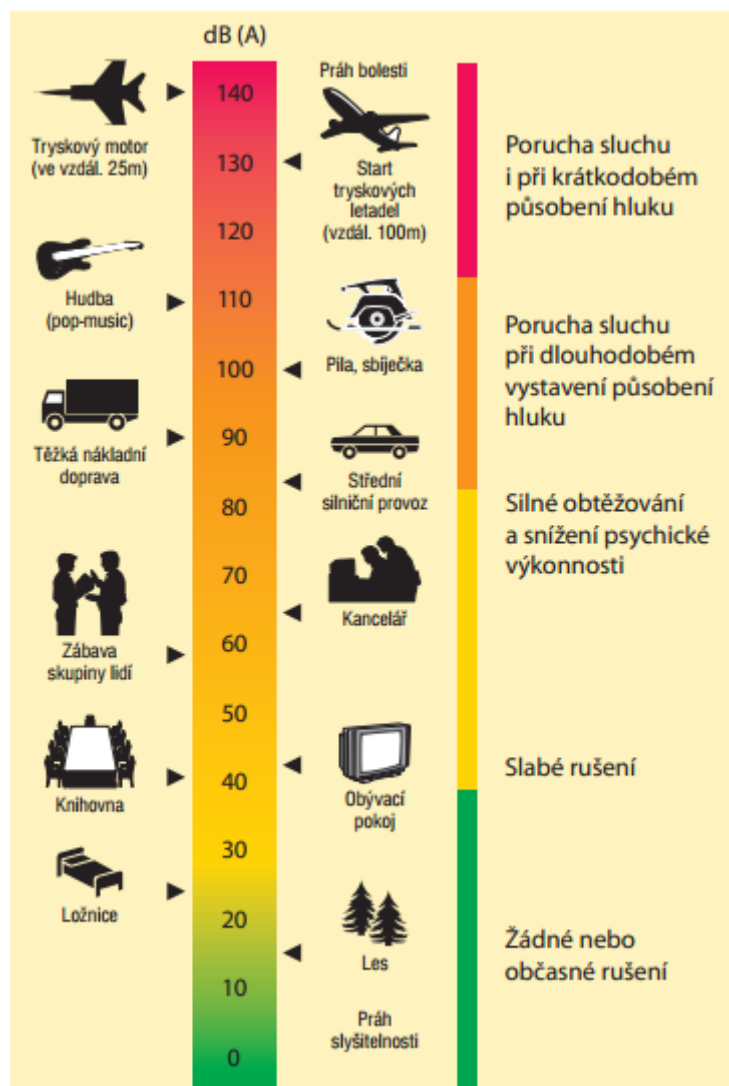 dB (A)
140
130
120
110
100
90
80
70
60
50
40
30
20
10
0
Tryskový motor
(ve vzdál. 25m)
Hudba
(pop-music)
Těžká nákladní
doprava
Zábava
skupiny lidí
Knihovna
Ložnice
Práh bolesti
Start
tryskových
letadel
(vzdál. 100m)
Pila, sbíječka
Střední
silniční provoz
Kancelář
Obývací
pokoj
Les
Práh
slyšitelnosti
Porucha sluchu
i při krátkodobém
působení hluku
Porucha sluchu
při dlouhodobém
vystavení působení
hluku
Silné obtěžování
a snížení psychické
výkonnosti
Slabé rušení
Žádné nebo
občasné rušení